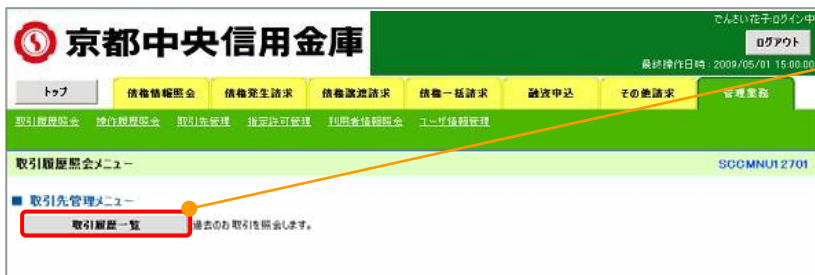 でんさい花子ログイン中
京都中央信用金庫
ログアウト
最終操作日時：2009/05/01 15:00:00
トップ 債権情報照会 債権発生請求 債権譲渡請求 債権一括請求 融資申込 その他請求 管理業務
取引履歴照会 操作履歴照会 取引先管理 指定許可管理 利用者情報照会 ユーザ情報管理
取引履歴照会メニュー SCCMNU12701
■ 取引先管理メニュー
取引履歴一覧 過去のお取引を照会します。